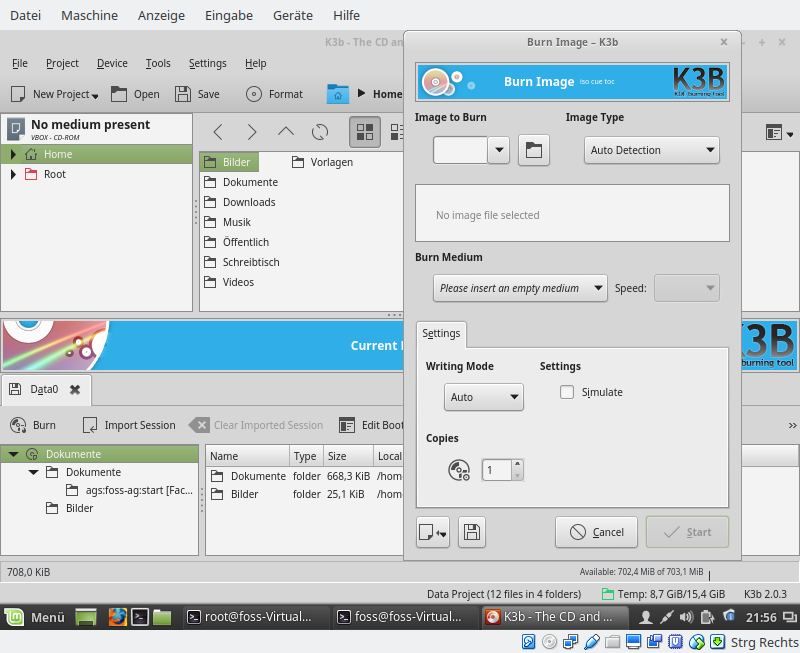 Datei Maschine Anzeige Eingabe Geräte Hilfe
K3b - The CD and
File Project Device Tools Settings Help
New Project Open Save Format Home
No medium present
VBOX - CD-ROM
Home
Root
Bilder
Vorlagen
Dokumente
Downloads
Musik
Öffentlich
Schreibtisch
Videos
Current
K3B
burning tool
Data0
Burn Import Session Clear Imported Session Edit Boot
Dokumente
Dokumente
ags:foss-ag:start [Fac...
Bilder
Name Type Size Local
Dokumente folder 668,3 KiB /hom
Bilder folder 25,1 KiB /hom
Burn Image – K3b
Burn Image iso cue toc
K3B
KDE burning tool
Image to Burn
Image Type
Auto Detection
No image file selected
Burn Medium
Please insert an empty medium
Speed:
Settings
Writing Mode
Settings
Auto
Simulate
Copies
1
Cancel
Start
708,0 KiB
Available: 702,4 MiB of 703,1 MiB
Data Project (12 files in 4 folders) Temp: 8,7 GiB/15,4 GiB K3b 2.0.3
Menü root@foss-Virtual... foss@foss-Virtual... K3b - The CD and ... 21:56
Strg Rechts